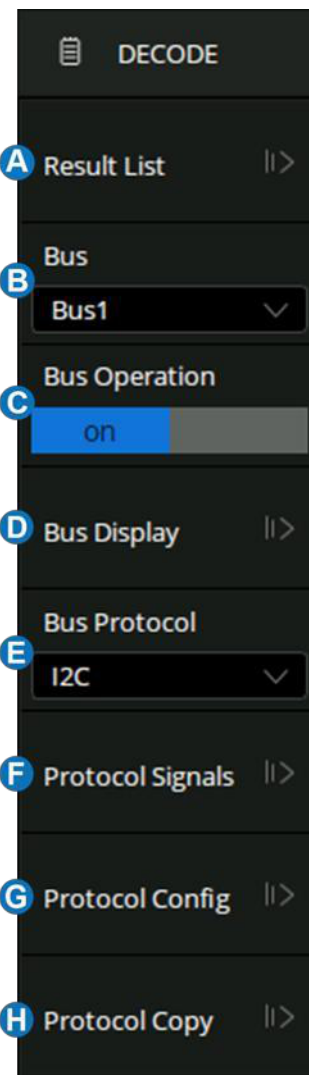 DECODE
A Result List
Bus
B
Bus1
Bus Operation
C
on
D Bus Display
Bus Protocol
E
I2C
F Protocol Signals
G Protocol Config
H Protocol Copy